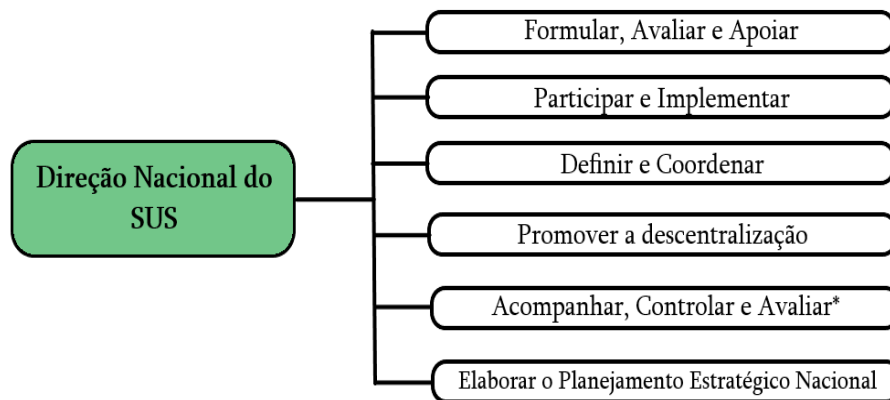 Direção Nacional do
SUS
Formular, Avaliar e Apoiar
Participar e Implementar
Definir e Coordenar
Promover a descentralização
Acompanhar, Controlar e Avaliar*
Elaborar o Planejamento Estratégico Nacional